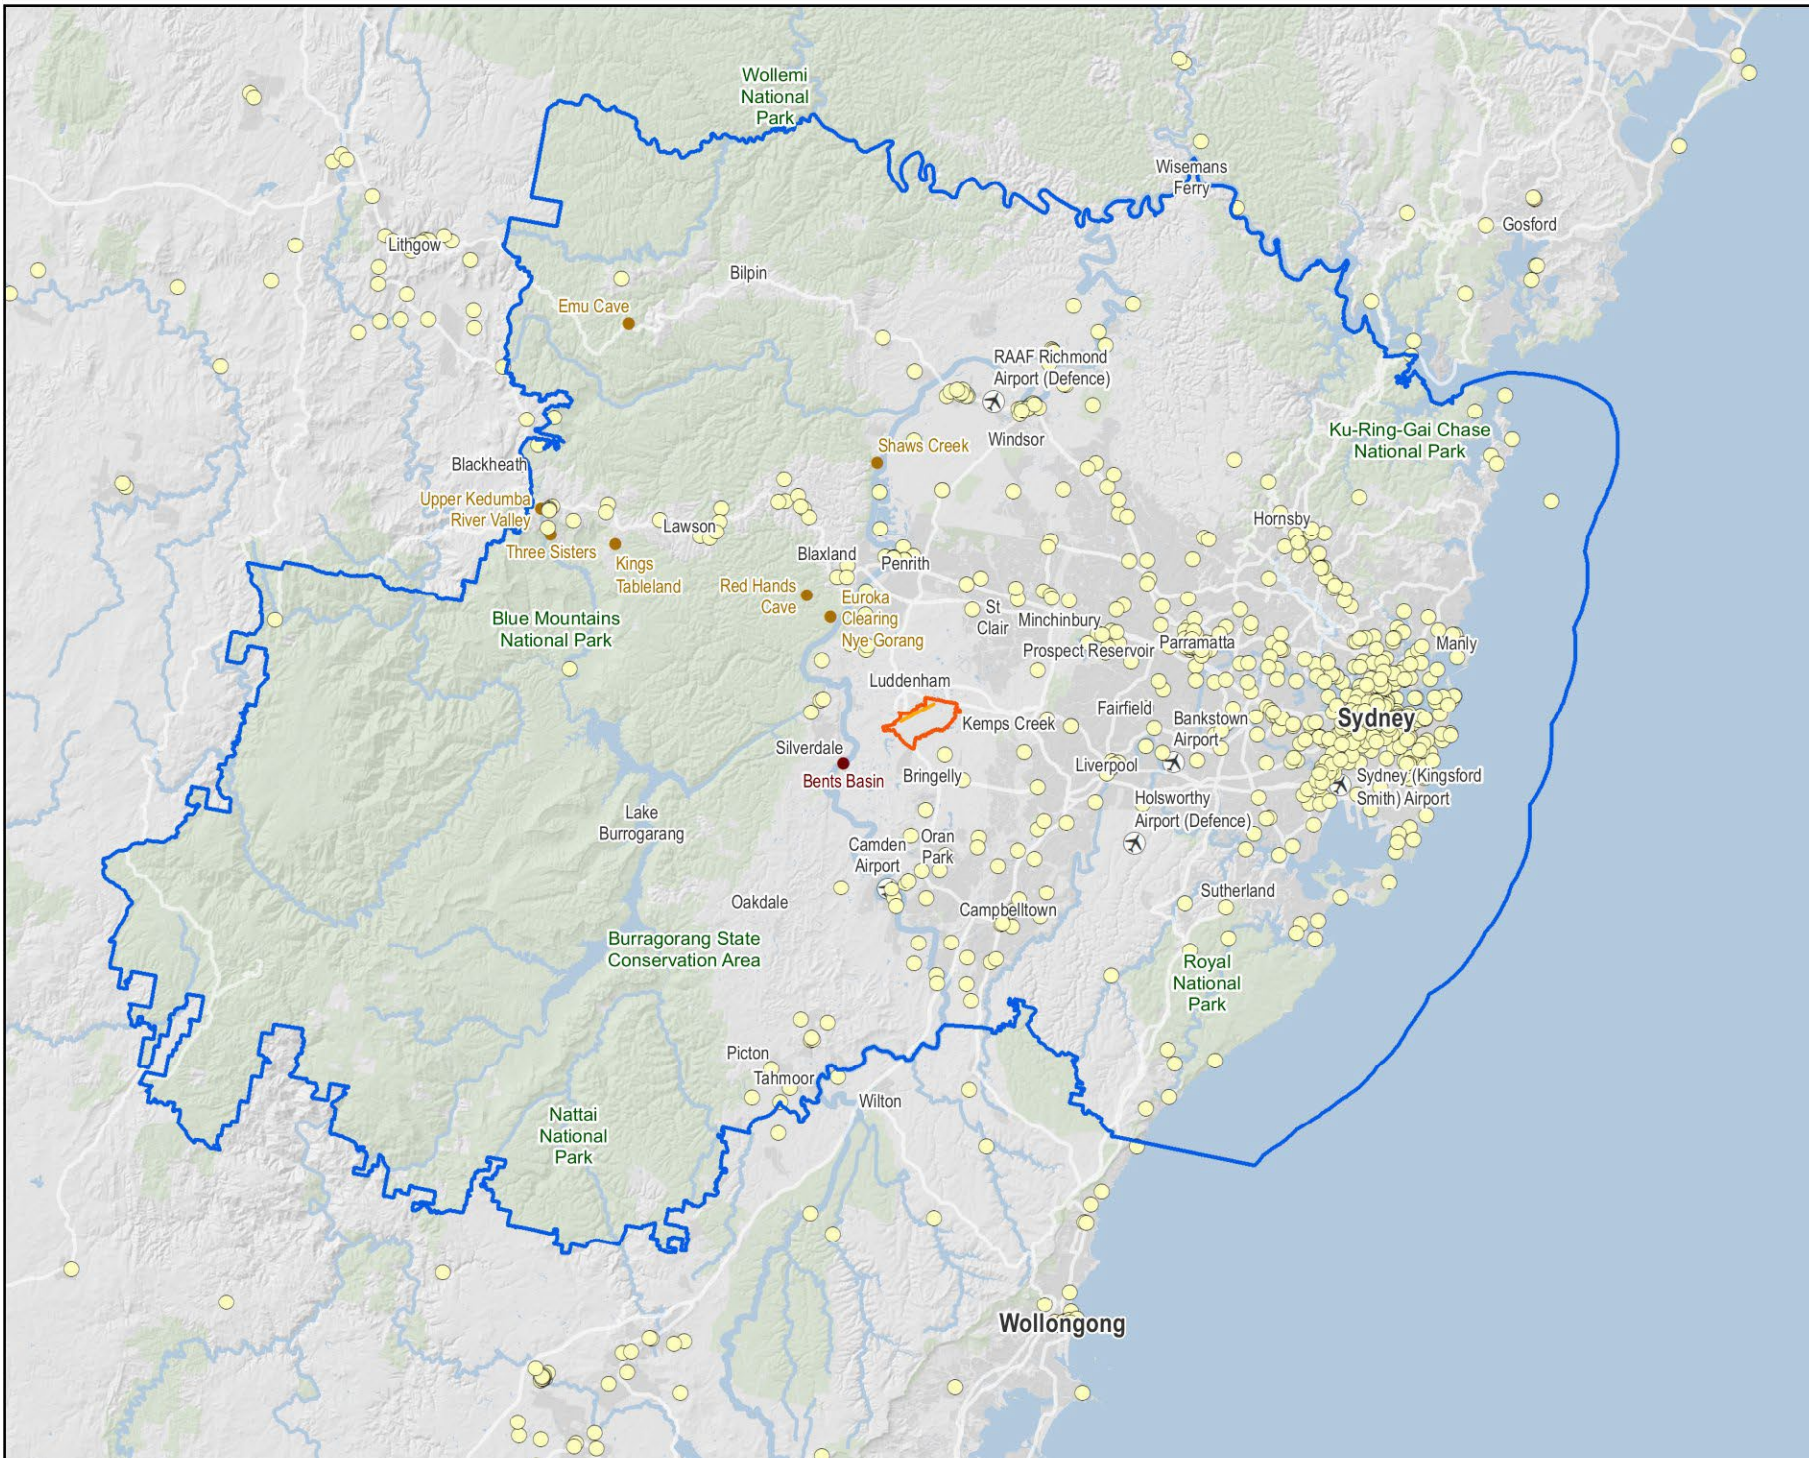 Wollemi
National
Park
Wisemans
Ferry
Gosford
Lithgow
Bilpin
Emu Cave
RAAF Richmond
Airport (Defence)
Windsor
Ku-Ring-Gai Chase
National Park
Shaws Creek
Blackheath
Upper Kedumba
River Valley
Lawson
Hornsby
Three Sisters
Blaxland
Penrith
Kings
Tableland
Red Hands
Cave
Euroka
Clearing
Nye Gorang
St
Clair
Minchinbury
Blue Mountains
National Park
Prospect Reservoir
Parramatta
Manly
Luddenham
Kemps Creek
Fairfield
Bankstown
Airport
Sydney
Silverdale
Bents Basin
Bringelly
Liverpool
Sydney (Kingsford
Smith) Airport
Holsworthy
Airport (Defence)
Lake
Burrogarang
Camden
Airport
Oran
Park
Oakdale
Campbelltown
Sutherland
Burragorang State
Conservation Area
Royal
National
Park
Picton
Tahmoor
Wilton
Nattai
National
Park
Wollongong